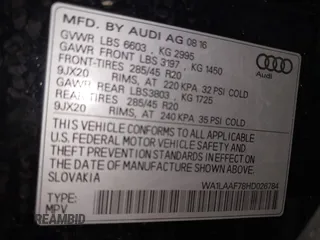 MFD. BY AUDI AG 08 16
GVWR LBS 6603 , KG 2995
GAWR FRONT LBS 3197 , KG 1450
FRONT-TIRES 285/45 R20
9JX20 RIMS, AT 220 KPA 32 PSI COLD
GAWR REAR LBS3803 KG 1725
REAR TIRES 285/45 R20
9JX20 RIMS, AT 240 KPA 35 PSI COLD
THIS VEHICLE CONFORMS TO ALL APPLICABLE
U.S. FEDERAL MOTOR VEHICLE SAFETY AND
THEFT PREVENTION STANDARDS IN EFFECT ON
THE DATE OF MANUFACTURE SHOWN ABOVE
SLOVAKIA
WA1LAAF78HD026784
TYPE:
MPV
Audi